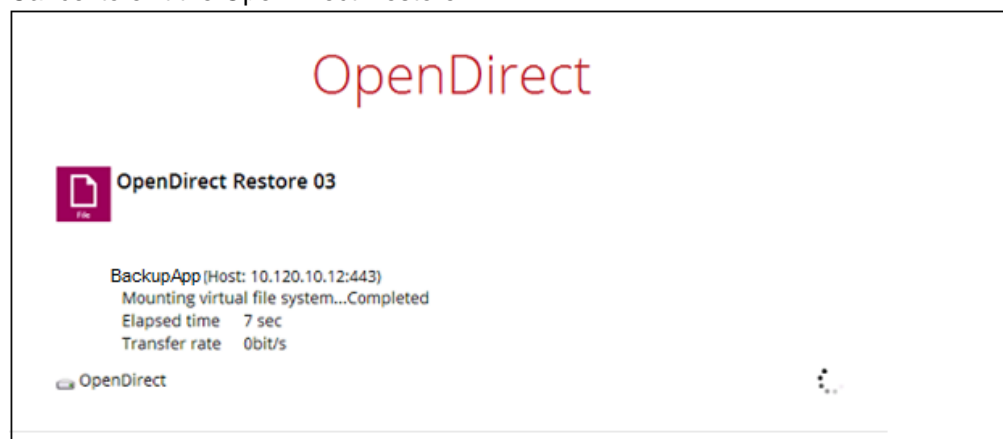 OpenDirect
OpenDirect Restore 03
File
BackupApp (Host: 10.120.10.12:443)
Mounting virtual file system...Completed
Elapsed time 7 sec
Transfer rate 0bit/s
OpenDirect